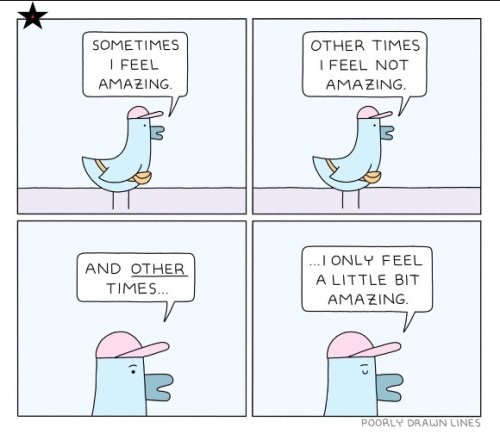 SOMETIMES
I FEEL
AMAZING.
OTHER TIMES
I FEEL NOT
AMAZING.
AND OTHER
TIMES...
...I ONLY FEEL
A LITTLE BIT
AMAZING.
POORLY DRAWN LINES